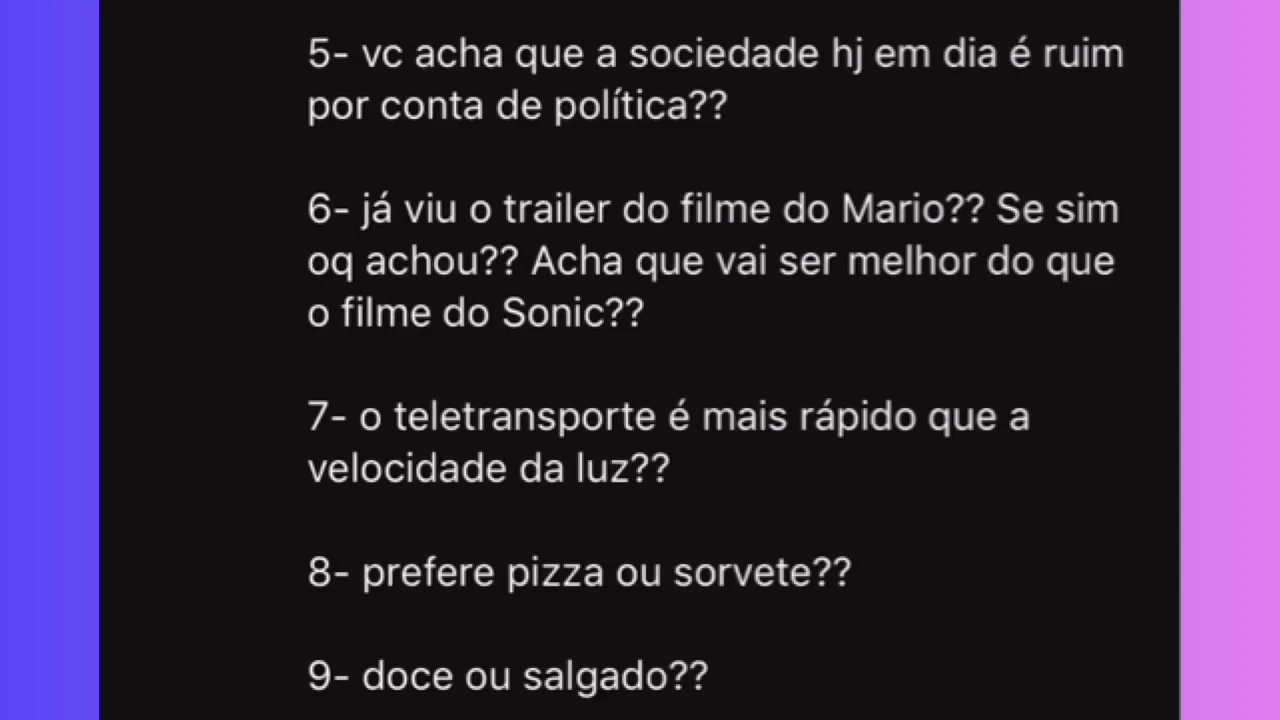 5- vc acha que a sociedade hj em dia é ruim
por conta de política??
6- já viu o trailer do filme do Mario?? Se sim
oq achou?? Acha que vai ser melhor do que
o filme do Sonic??
7- o teletransporte é mais rápido que a
velocidade da luz??
8- prefere pizza ou sorvete??
9- doce ou salgado??